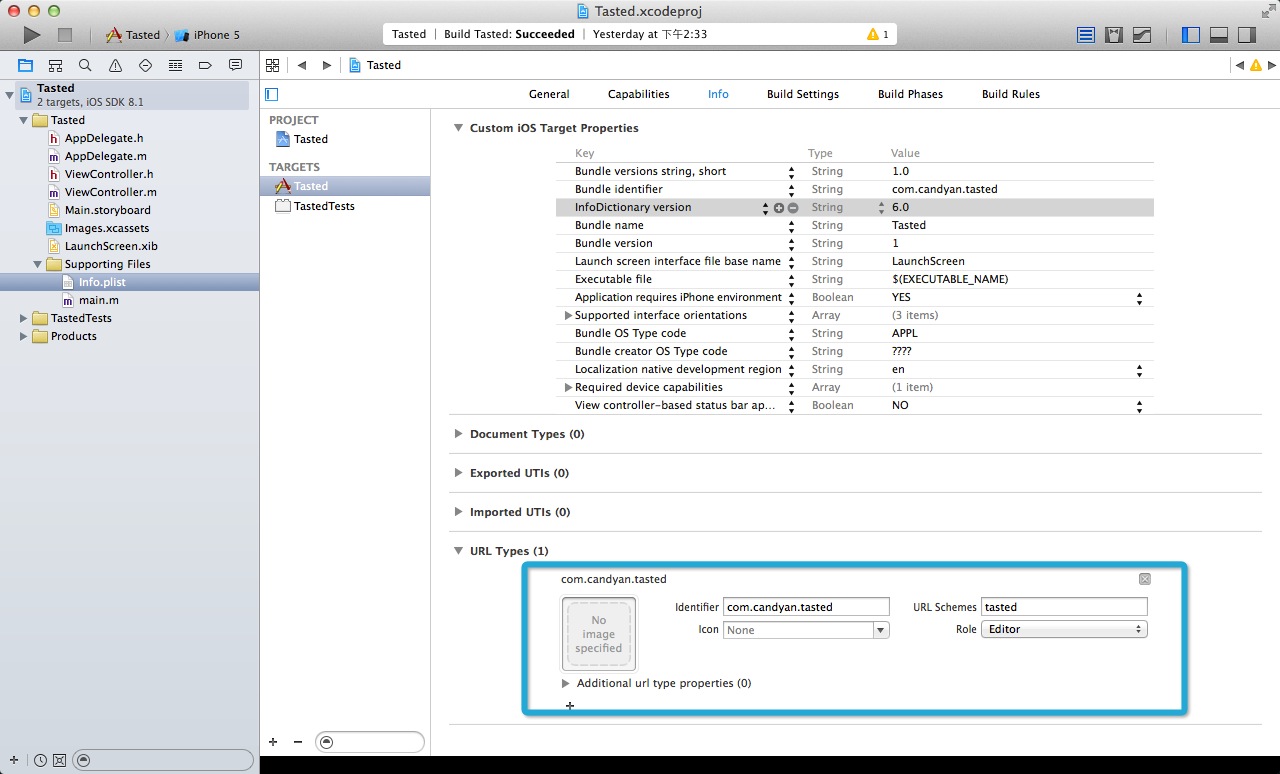 Tasted.xcodeproj
Tasted iPhone 5
Tasted | Build Tasted: Succeeded | Yesterday at 下午2:33
1
Tasted
Tasted
2 targets, iOS SDK 8.1
Tasted
AppDelegate.h
AppDelegate.m
ViewController.h
ViewController.m
Main.storyboard
Images.xcassets
LaunchScreen.xib
Supporting Files
Info.plist
main.m
TastedTests
Products
General Capabilities Info Build Settings Build Phases Build Rules
PROJECT
Tasted
TARGETS
Tasted
TastedTests
Custom iOS Target Properties
Key Type Value
Bundle versions string, short String 1.0
Bundle identifier String com.candyan.tasted
InfoDictionary version String 6.0
Bundle name String Tasted
Bundle version String 1
Launch screen interface file base name String LaunchScreen
Executable file String $(EXECUTABLE_NAME)
Application requires iPhone environment Boolean YES
Supported interface orientations Array (3 items)
Bundle OS Type code String APPL
Bundle creator OS Type code String ????
Localization native development region String en
Required device capabilities Array (1 item)
View controller-based status bar ap... Boolean NO
Document Types (0)
Exported UTIs (0)
Imported UTIs (0)
URL Types (1)
com.candyan.tasted
No
image
specified
Identifier com.candyan.tasted URL Schemes tasted
Icon None Role Editor
Additional url type properties (0)